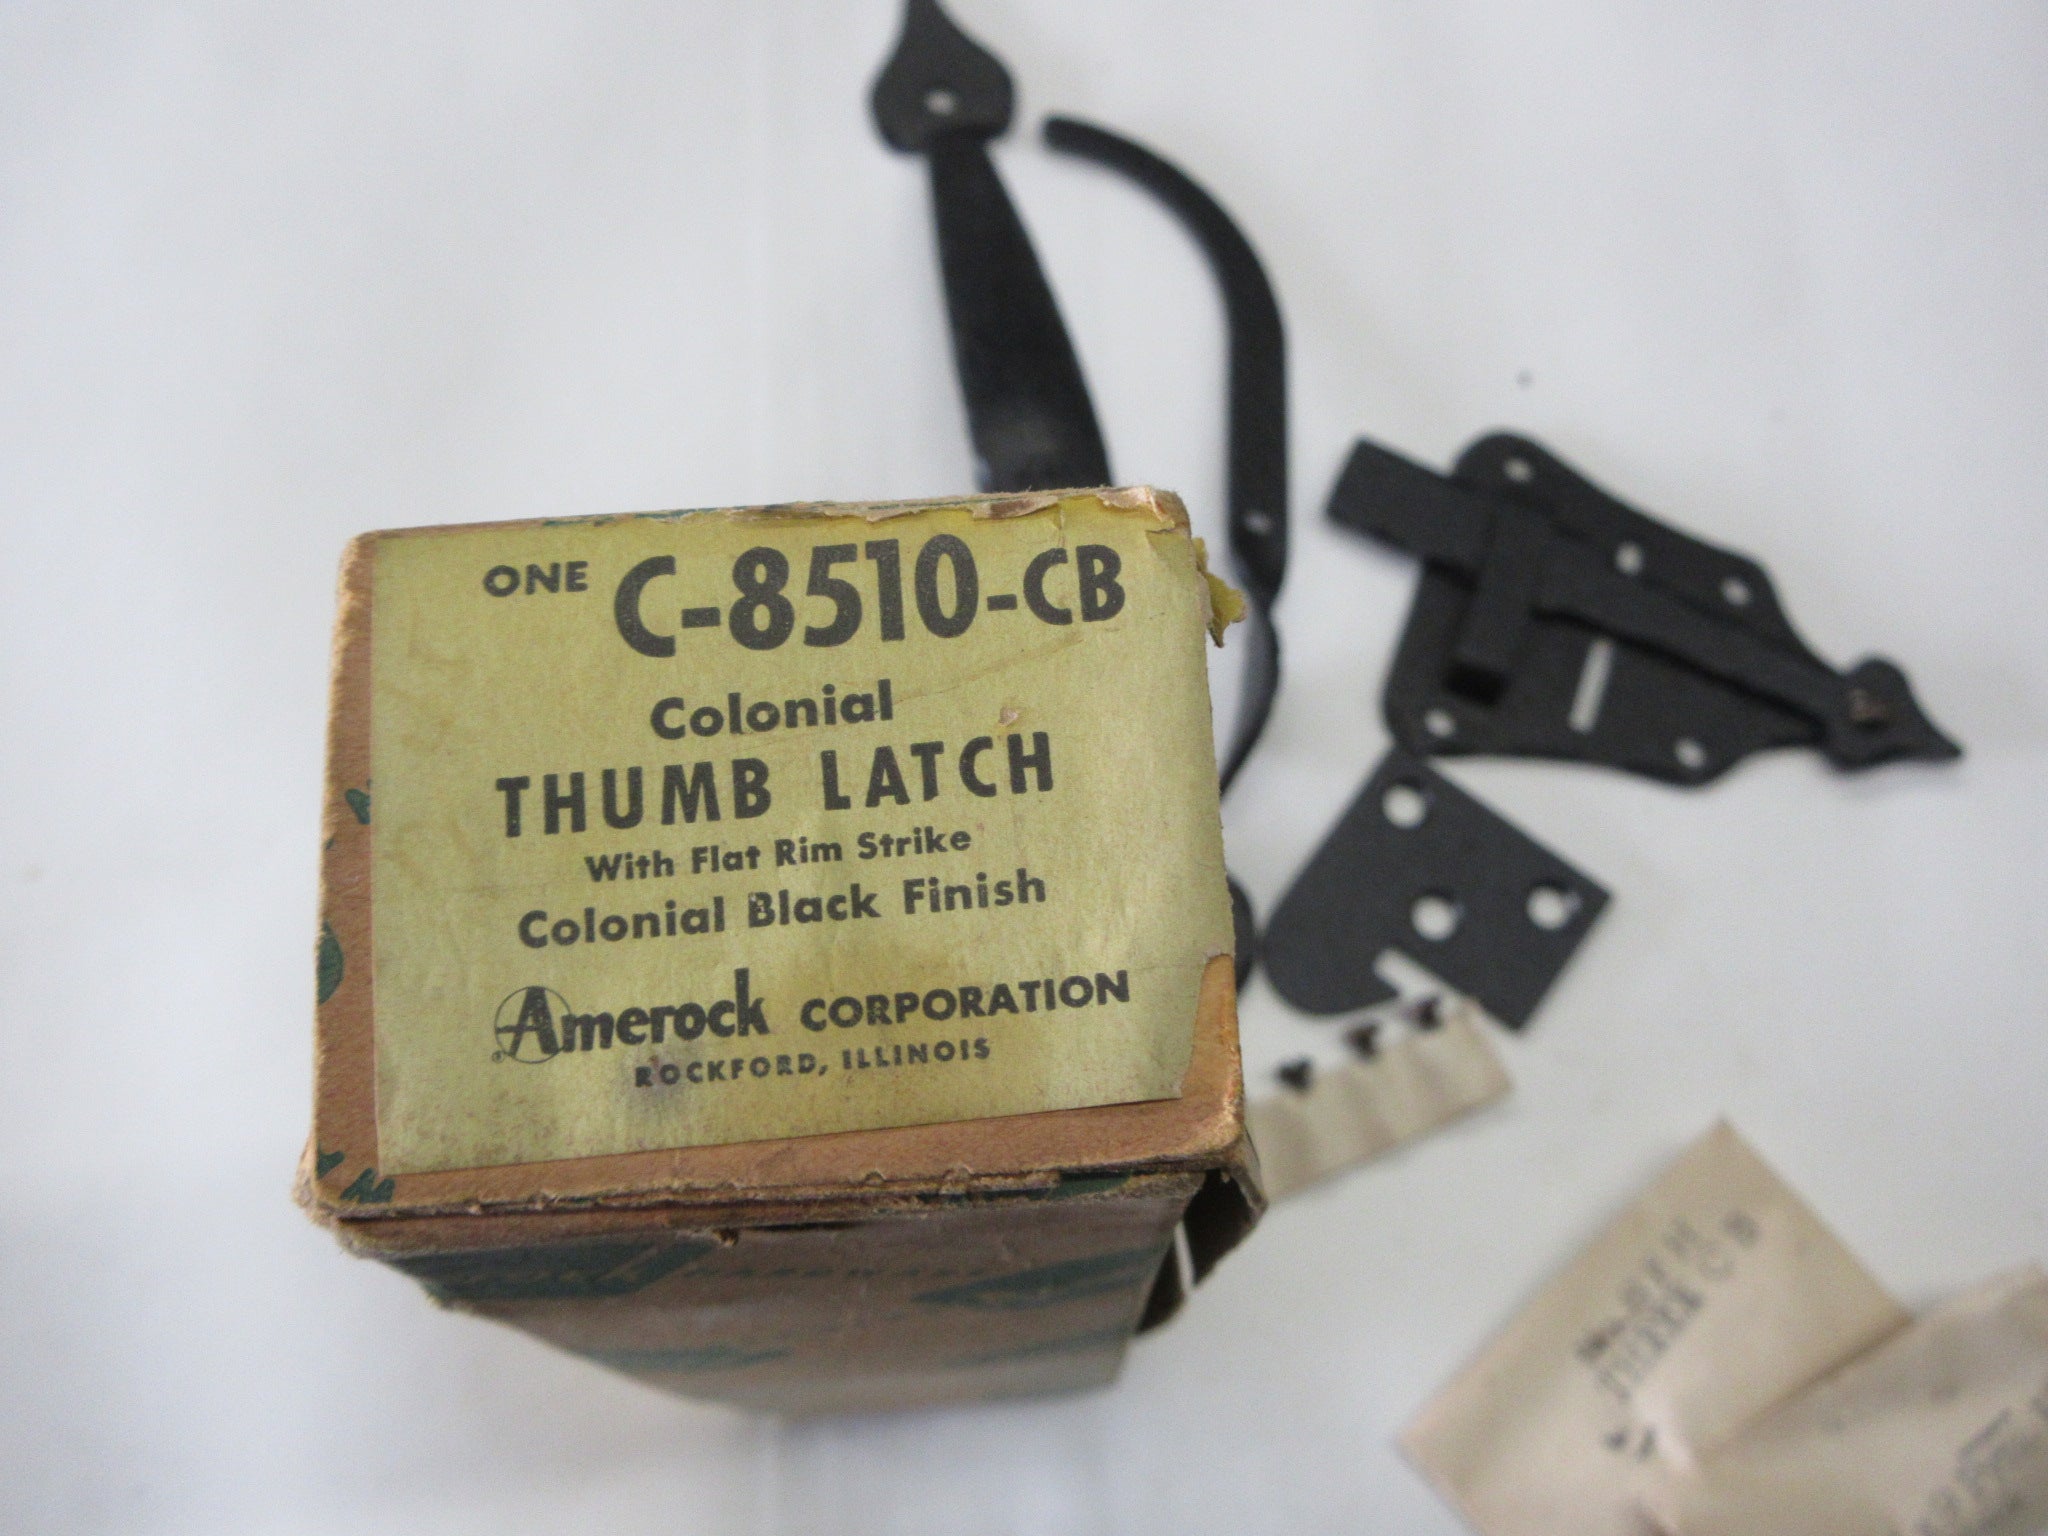 ONE C-8510-CB
Colonial
THUMB LATCH
With Flat Rim Strike
Colonial Black Finish
® Amerock CORPORATION
ROCKFORD, ILLINOIS